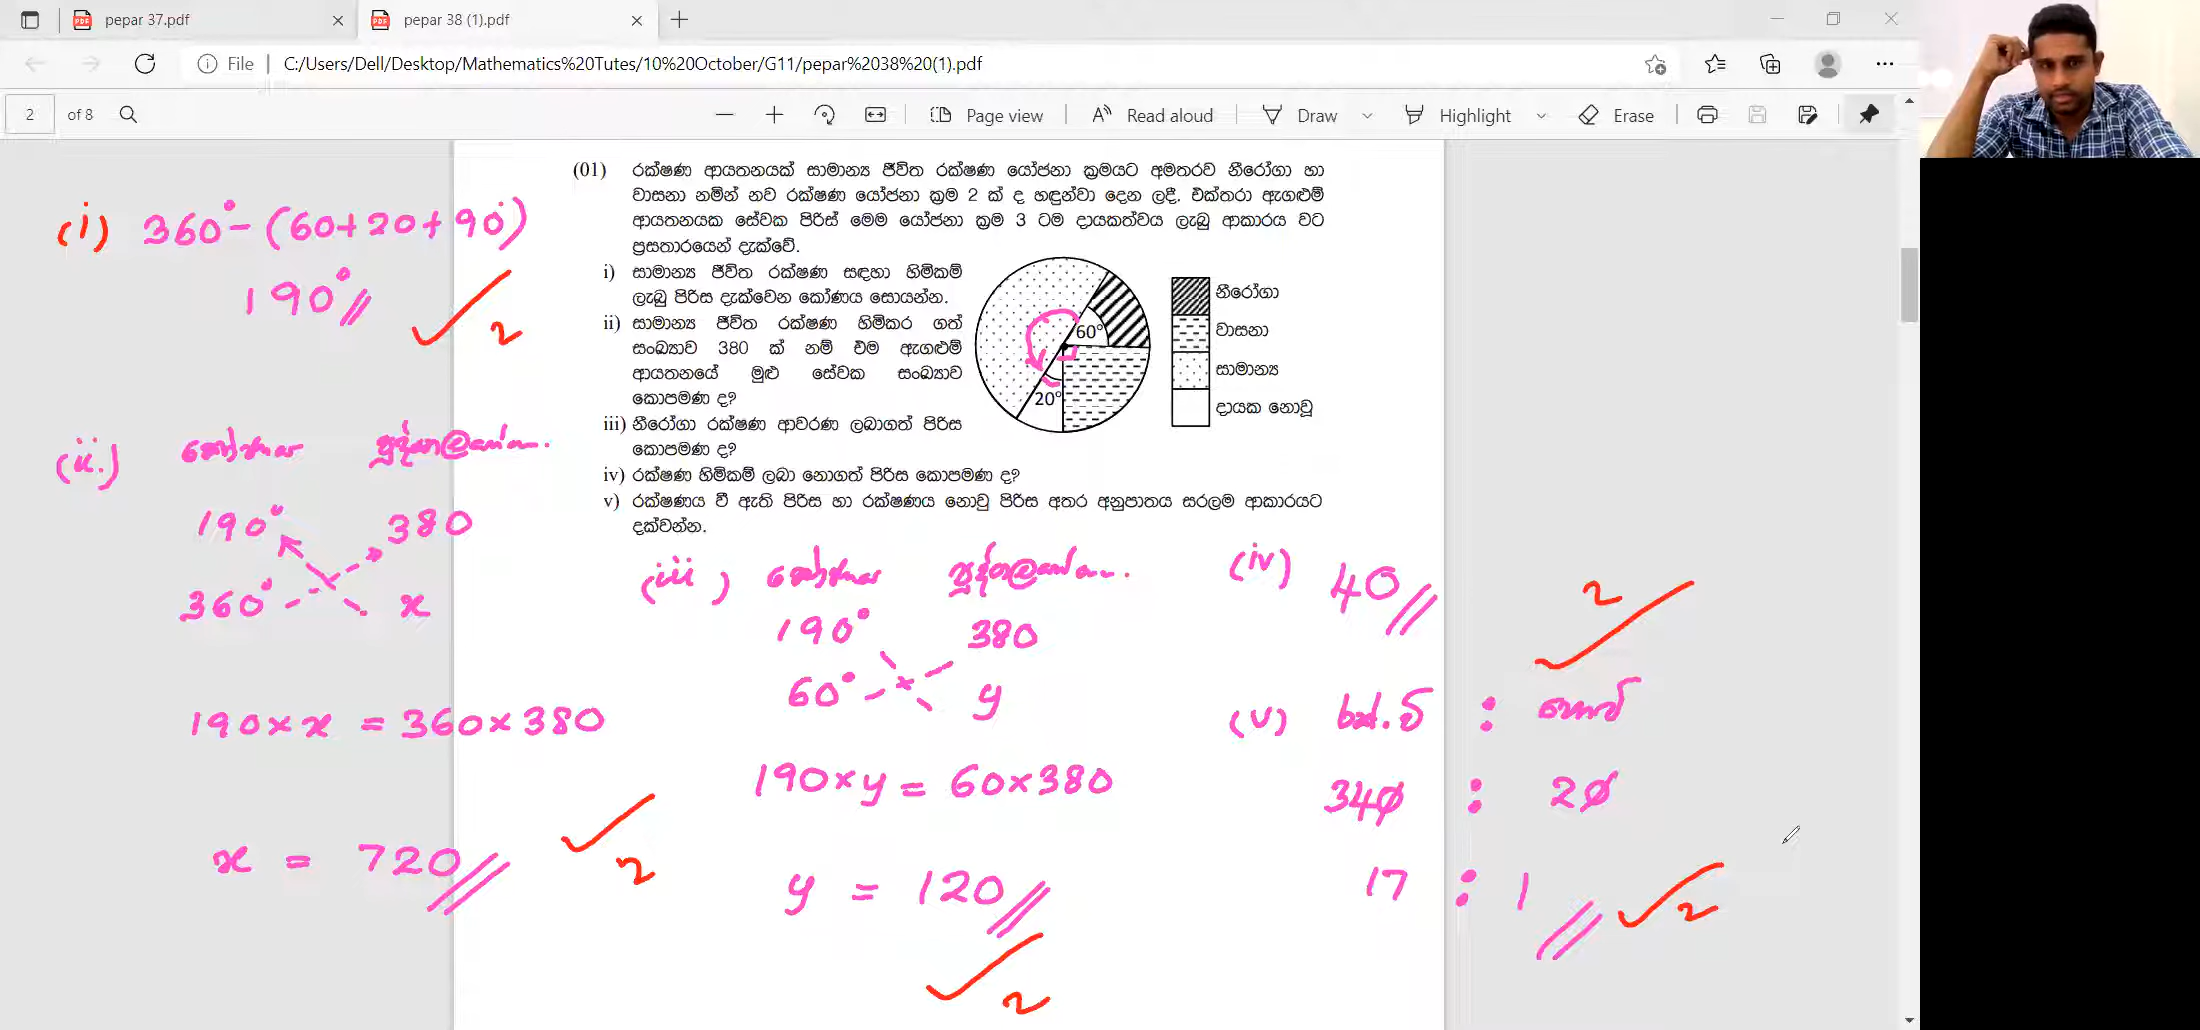 pepar 37.pdf
pepar 38 (1).pdf
File
C:/Users/Dell/Desktop/Mathematics%20Tutes/10%20October/G11/pepar%2038%20(1).pdf
2 of 8
Page view
Read aloud
Draw
Highlight
Erase
(01) රක්ෂණ ආයතනයක් සාමාන්‍ය ජීවිත රක්ෂණ යෝජනා ක්‍රමයට අමතරව නීරෝගා හා
වාසනා නමින් නව රක්ෂණ යෝජනා ක්‍රම 2 ක් ද හඳුන්වා දෙන ලදී. එක්තරා ඇගළුම්
ආයතනයක සේවක පිරිස් මෙම යෝජනා ක්‍රම 3 ටම දායකත්වය ලැබු ආකාරය වට
ප්‍රසතාරයෙන් දැක්වේ.
i) සාමාන්‍ය ජීවිත රක්ෂණ සඳහා හිමිකම්
ලැබු පිරිස දැක්වෙන කෝණය සොයන්න.
ii) සාමාන්‍ය ජීවිත රක්ෂණ හිමිකර ගත්
සංඛ්‍යාව 380 ක් නම් එම ඇගළුම්
ආයතනයේ මුළු සේවක සංඛ්‍යාව
කොපමණ ද?
iii) නීරෝගා රක්ෂණ ආවරණ ලබාගත් පිරිස
කොපමණ ද?
iv) රක්ෂණ හිමිකම් ලබා නොගත් පිරිස කොපමණ ද?
v) රක්ෂණය වී ඇති පිරිස හා රක්ෂණය නොවු පිරිස අතර අනුපාතය සරලම ආකාරයට
දක්වන්න.
60°
20°
නීරෝගා
වාසනා
සාමාන්‍ය
දායක නොවූ
(i) 360° - (60+20+90°)
190°
2
(ii.)
190° 380
360° x
190 × x = 360 × 380
x = 720
2
(iii)
190° 380
60° y
190 × y = 60 × 380
y = 120
2
(iv) 40
2
(v) රක්. වී : නොවී
340 : 20
17 : 1
2